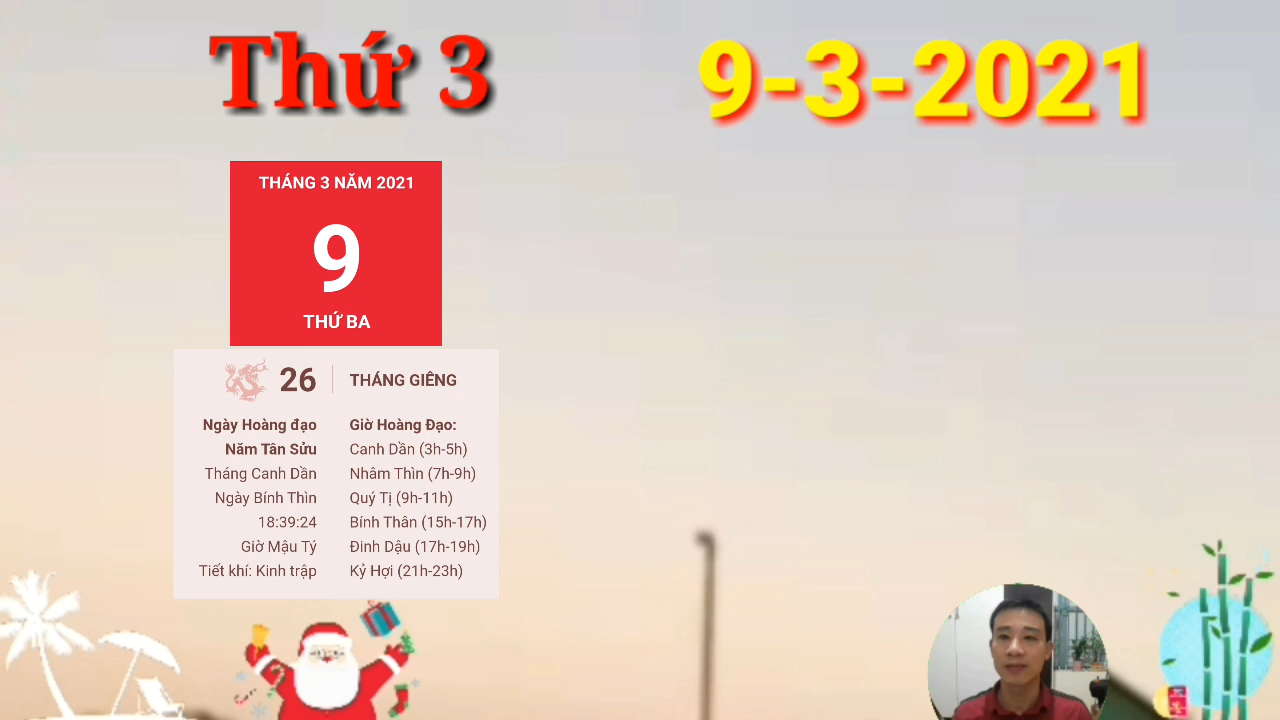 Thứ 3
9-3-2021
THÁNG 3 NĂM 2021
9
THỨ BA
26
THÁNG GIÊNG
Ngày Hoàng đạo
Năm Tân Sửu
Tháng Canh Dần
Ngày Bính Thìn
18:39:24
Giờ Mậu Tý
Tiết khí: Kinh trập
Giờ Hoàng Đạo:
Canh Dần (3h-5h)
Nhâm Thìn (7h-9h)
Quý Tị (9h-11h)
Bính Thân (15h-17h)
Đinh Dậu (17h-19h)
Kỷ Hợi (21h-23h)